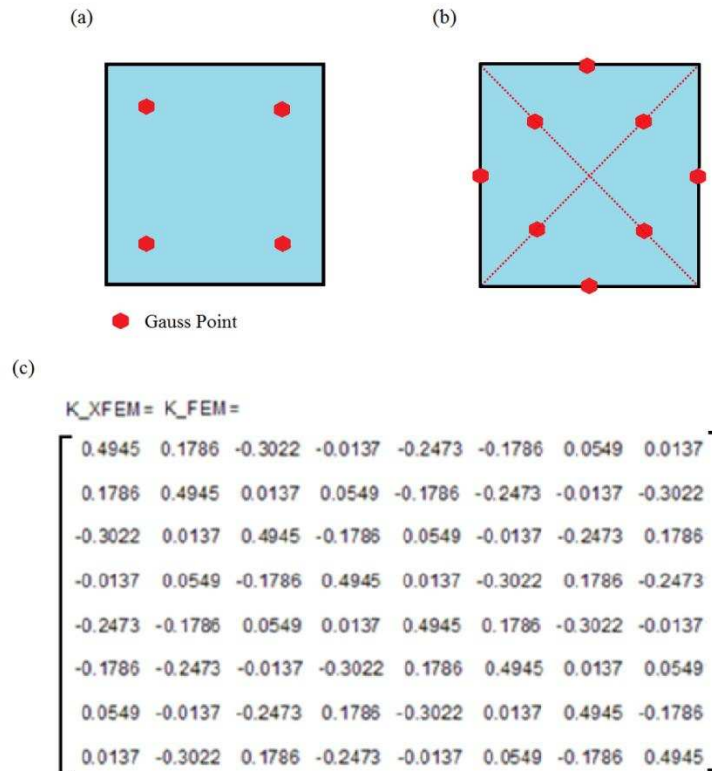 (a)
(b)
Gauss Point
(c)
K_XFEM= K_FEM=
0.4945 0.1786 -0.3022 -0.0137 -0.2473 -0.1786 0.0549 0.0137
0.1786 0.4945 0.0137 0.0549 -0.1786 -0.2473 -0.0137 -0.3022
-0.3022 0.0137 0.4945 -0.1786 0.0549 -0.0137 -0.2473 0.1786
-0.0137 0.0549 -0.1786 0.4945 0.0137 -0.3022 0.1786 -0.2473
-0.2473 -0.1786 0.0549 0.0137 0.4945 0.1786 -0.3022 -0.0137
-0.1786 -0.2473 -0.0137 -0.3022 0.1786 0.4945 0.0137 0.0549
0.0549 -0.0137 -0.2473 0.1786 -0.3022 0.0137 0.4945 -0.1786
0.0137 -0.3022 0.1786 -0.2473 -0.0137 0.0549 -0.1786 0.4945